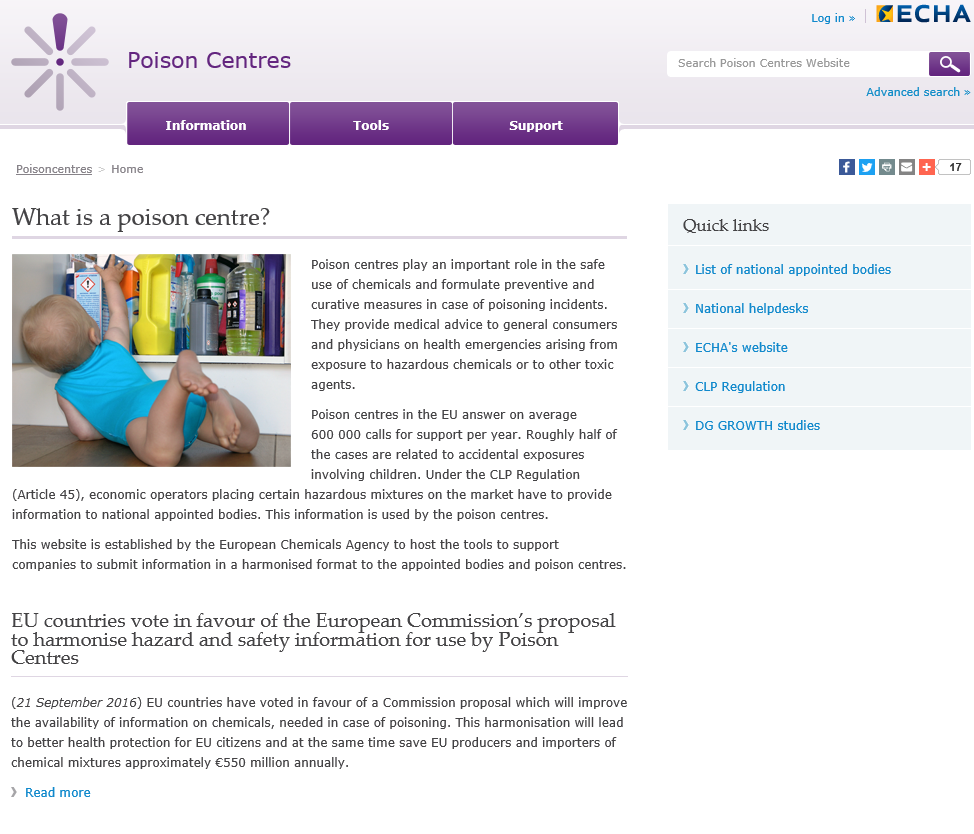 Log in »
ECHA
Poison Centres
Search Poison Centres Website
Advanced search »
Information
Tools
Support
Poisoncentres > Home
17
What is a poison centre?
Poison centres play an important role in the safe
use of chemicals and formulate preventive and
curative measures in case of poisoning incidents.
They provide medical advice to general consumers
and physicians on health emergencies arising from
exposure to hazardous chemicals or to other toxic
agents.
Poison centres in the EU answer on average
600 000 calls for support per year. Roughly half of
the cases are related to accidental exposures
involving children. Under the CLP Regulation
(Article 45), economic operators placing certain hazardous mixtures on the market have to provide
information to national appointed bodies. This information is used by the poison centres.
This website is established by the European Chemicals Agency to host the tools to support
companies to submit information in a harmonised format to the appointed bodies and poison centres.
EU countries vote in favour of the European Commission's proposal
to harmonise hazard and safety information for use by Poison
Centres
(21 September 2016) EU countries have voted in favour of a Commission proposal which will improve
the availability of information on chemicals, needed in case of poisoning. This harmonisation will lead
to better health protection for EU citizens and at the same time save EU producers and importers of
chemical mixtures approximately €550 million annually.
Read more
Quick links
List of national appointed bodies
National helpdesks
ECHA's website
CLP Regulation
DG GROWTH studies